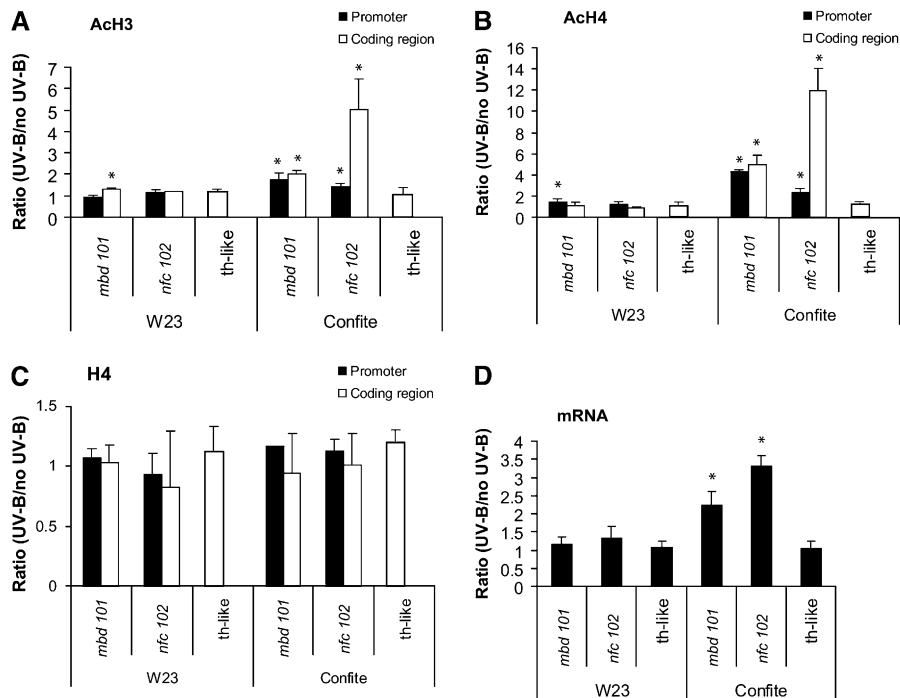 A
AcH3
Promoter
Coding region
Ratio (UV-B/no UV-B)
7
6
5
4
3
2
1
0
*
*
*
*
*
mbd 101
nfc 102
th-like
mbd 101
nfc 102
th-like
W23
Confite
B
AcH4
Promoter
Coding region
Ratio (UV-B/no UV-B)
16
14
12
10
8
6
4
2
0
*
*
*
*
*
mbd 101
nfc 102
th-like
mbd 101
nfc 102
th-like
W23
Confite
C
H4
Promoter
Coding region
Ratio (UV-B/no UV-B)
1.5
1
0.5
0
mbd 101
nfc 102
th-like
mbd 101
nfc 102
th-like
W23
Confite
D
mRNA
Ratio (UV-B/no UV-B)
4
3.5
3
2.5
2
1.5
1
0.5
0
*
*
mbd 101
nfc 102
th-like
mbd 101
nfc 102
th-like
W23
Confite